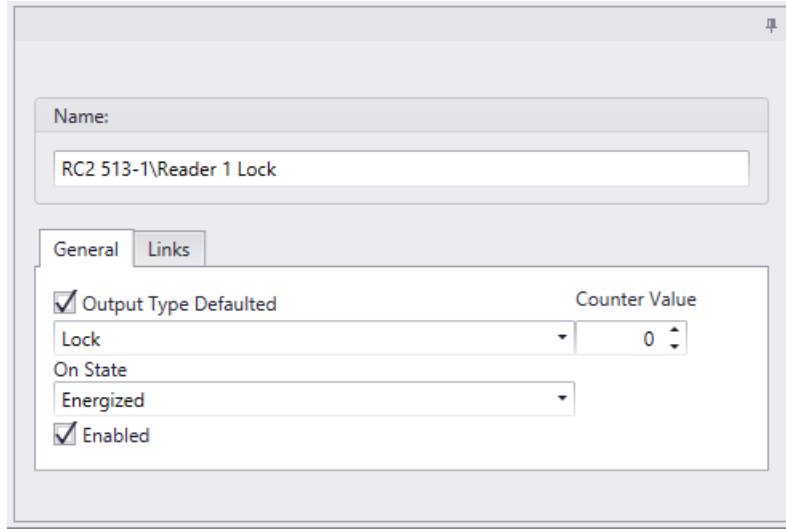 Name:
RC2 513-1\Reader 1 Lock
General Links
Output Type Defaulted Counter Value
Lock 0
On State
Energized
Enabled